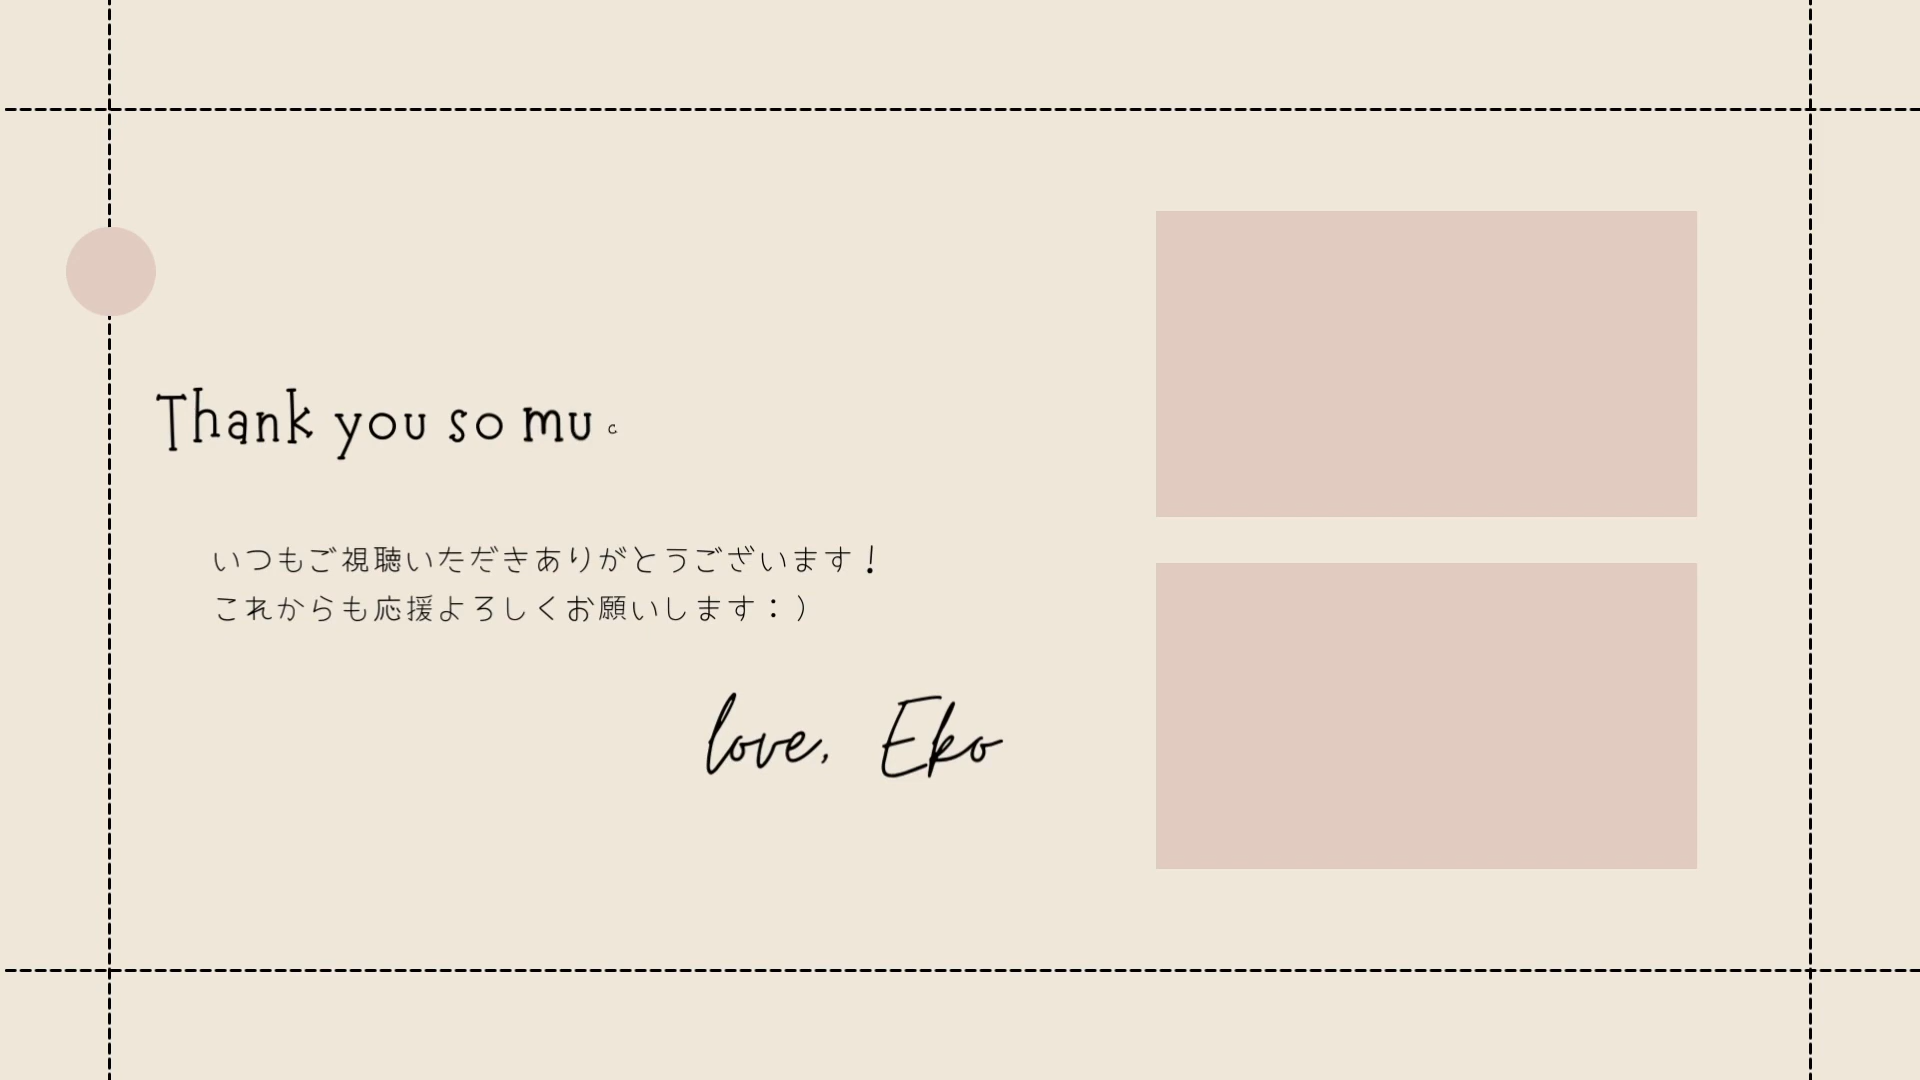 Thank you so mu c
いつもご視聴いただきありがとうございます！
これからも応援よろしくお願いします：）
love, Eko